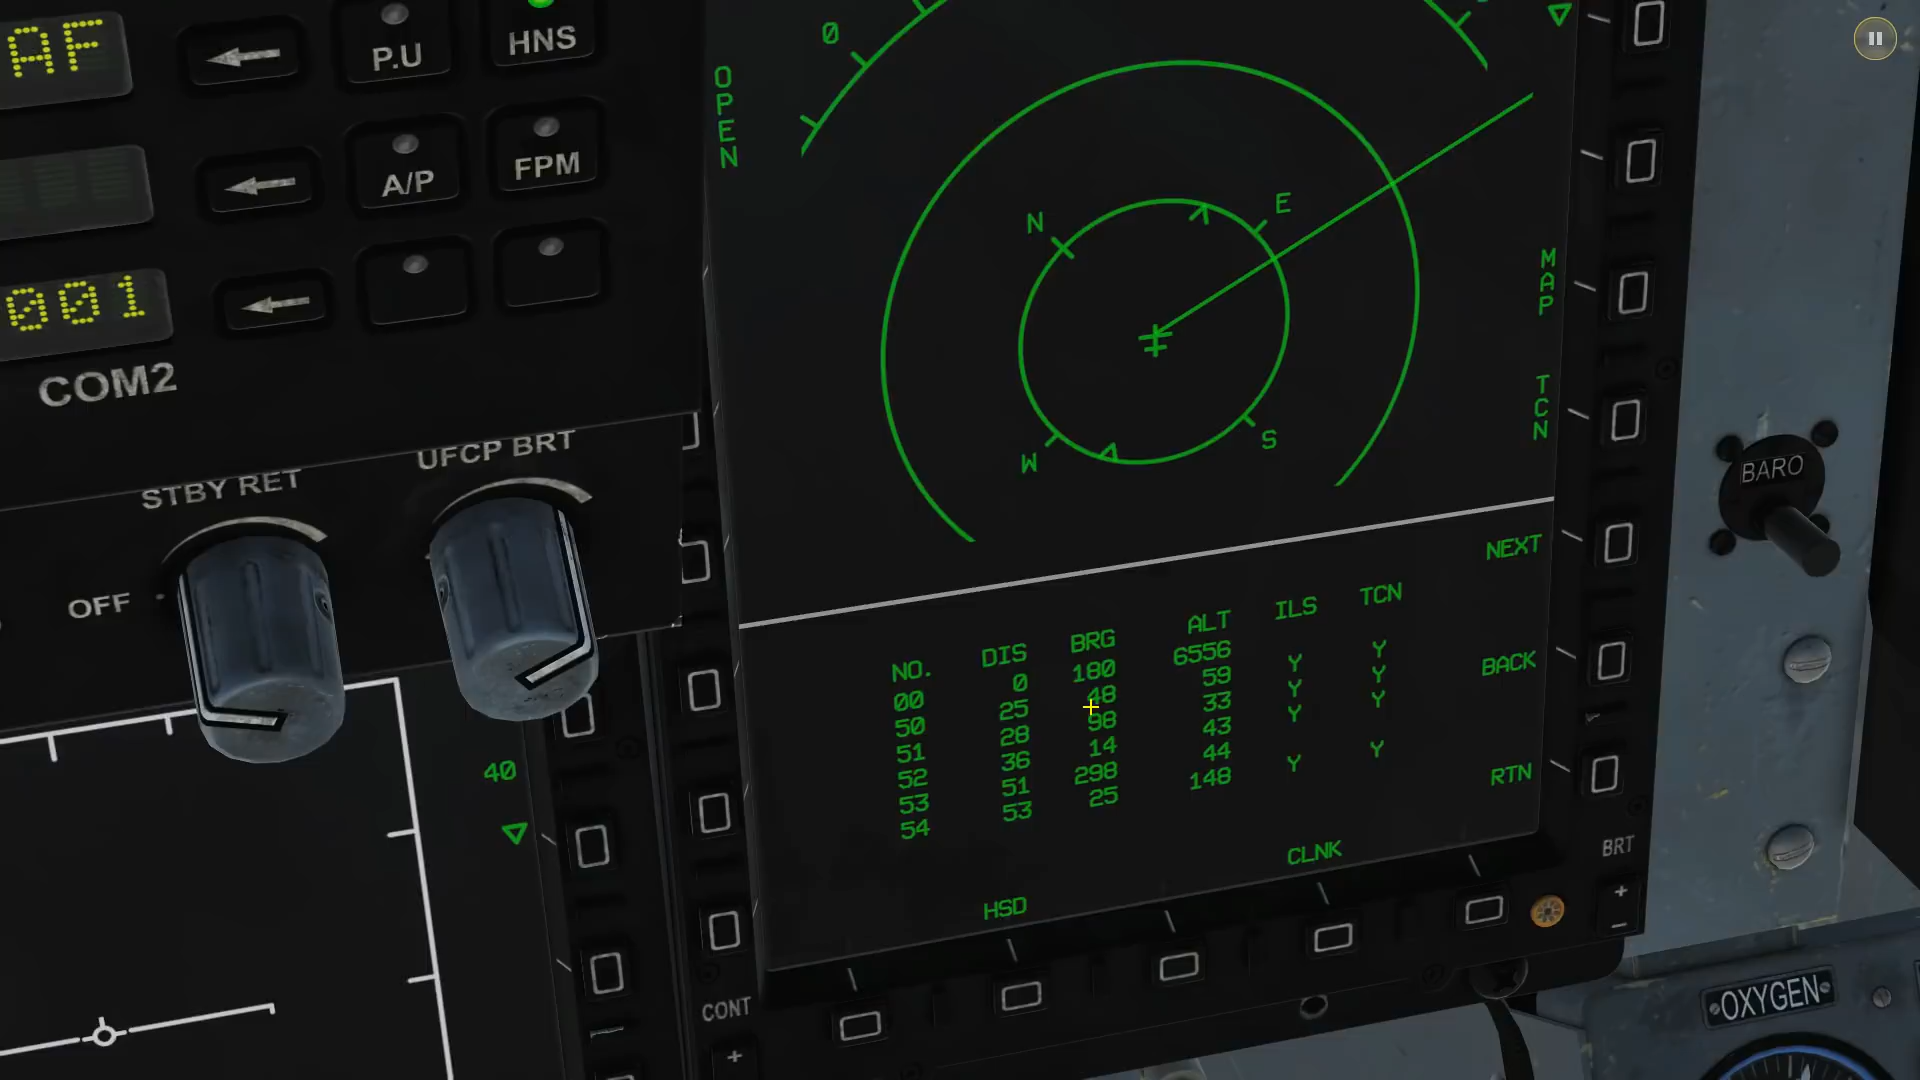 AF
P.U
HNS
A/P
FPM
001
COM2
STBY RET
UFCP BRT
OFF
40
0
OPEN
N
E
W
S
MAP
TCN
NEXT
BACK
RTN
NO. DIS BRG ALT ILS TCN
00 0 180 6556
50 25 48 59 Y Y
51 28 98 33 Y Y
52 36 14 43 Y Y
53 51 298 44
54 53 25 148 Y Y
HSD
CLNK
CONT
+
BRT
+
-
BARO
OXYGEN